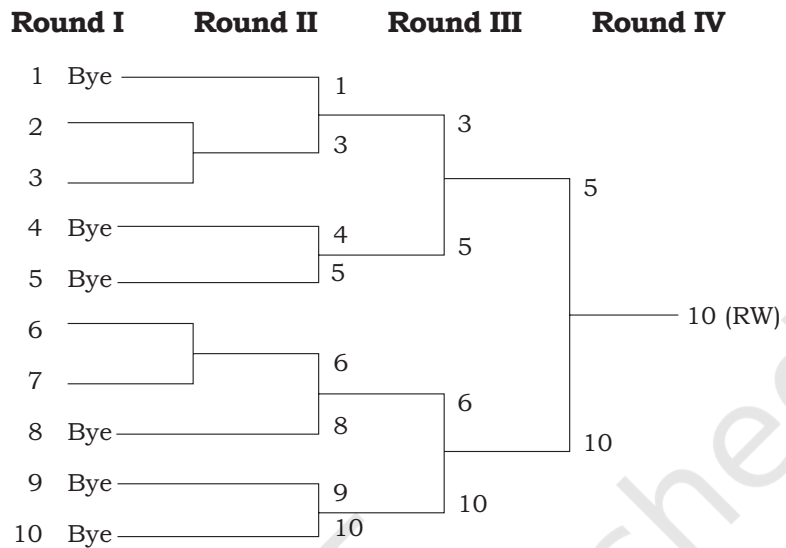 Round I Round II Round III Round IV
1 Bye 1
2 3
3 3
4 Bye 4 5
5 Bye 5 5
10 (RW)
6 6
7 6
8 Bye 8 10
9 Bye 9 10
10 Bye 10